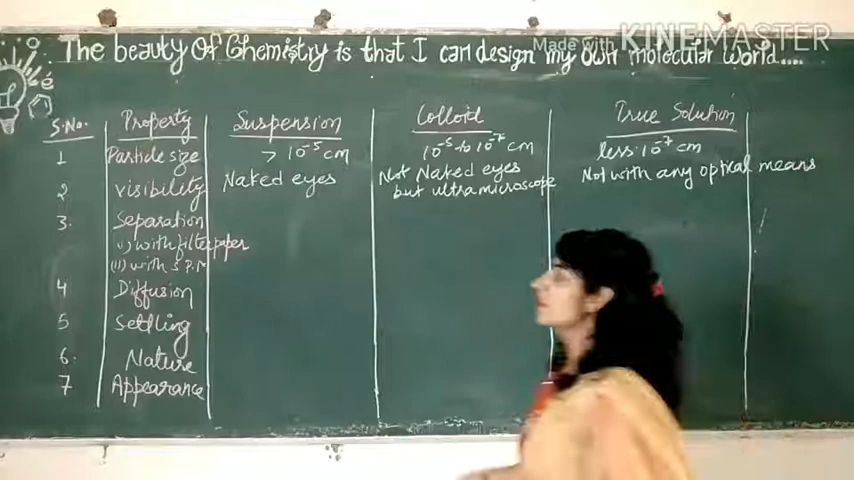 Made with KINEMASTER
The beauty Of Chemistry is that I can design my own molecular world....
é
S.No. Property Suspension Colloid True Solution
1 Particle size > 10⁻⁵ cm 10⁻⁵ to 10⁻⁷ cm less 10⁻⁷ cm
2 visibility Naked eyes Not Naked eyes Not with any optical means
but ultramicroscope
3. Separation
i) with filter paper
(ii) with S.P.M
4 Diffusion
5 Settling
6. Nature
7 Appearance